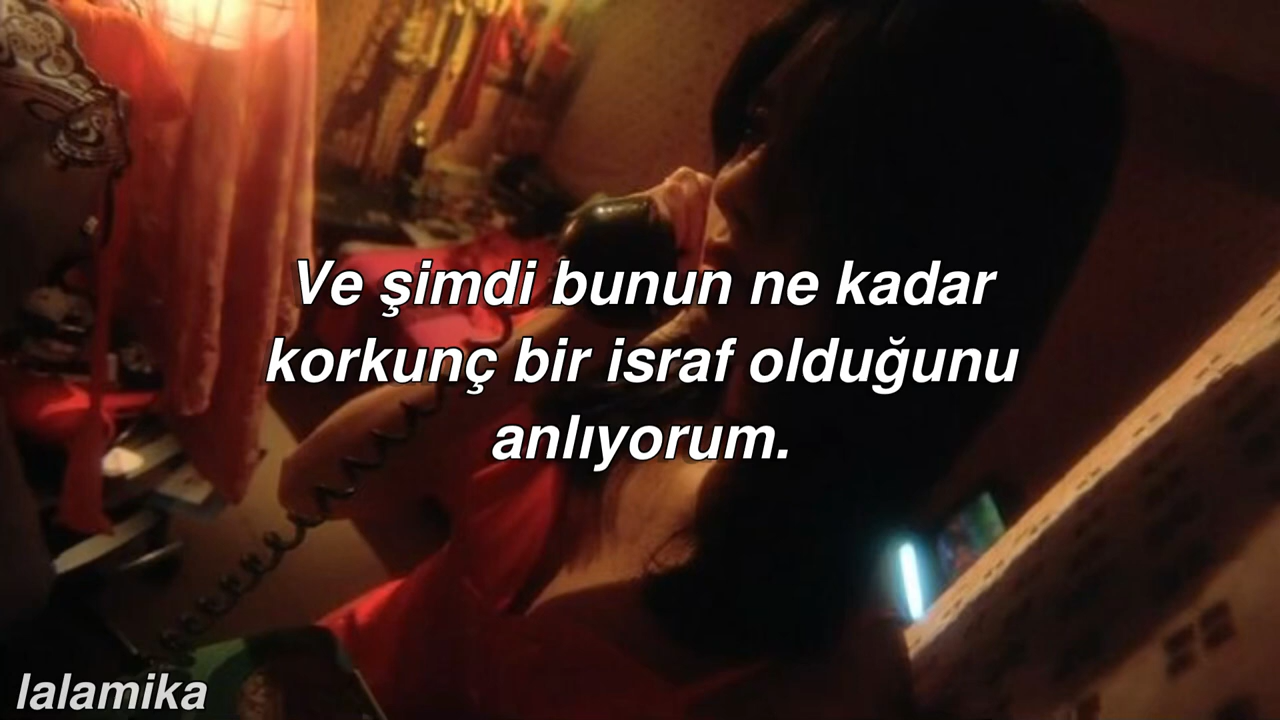 Ve şimdi bunun ne kadar
korkunç bir israf olduğunu
anlıyorum.
lalamika